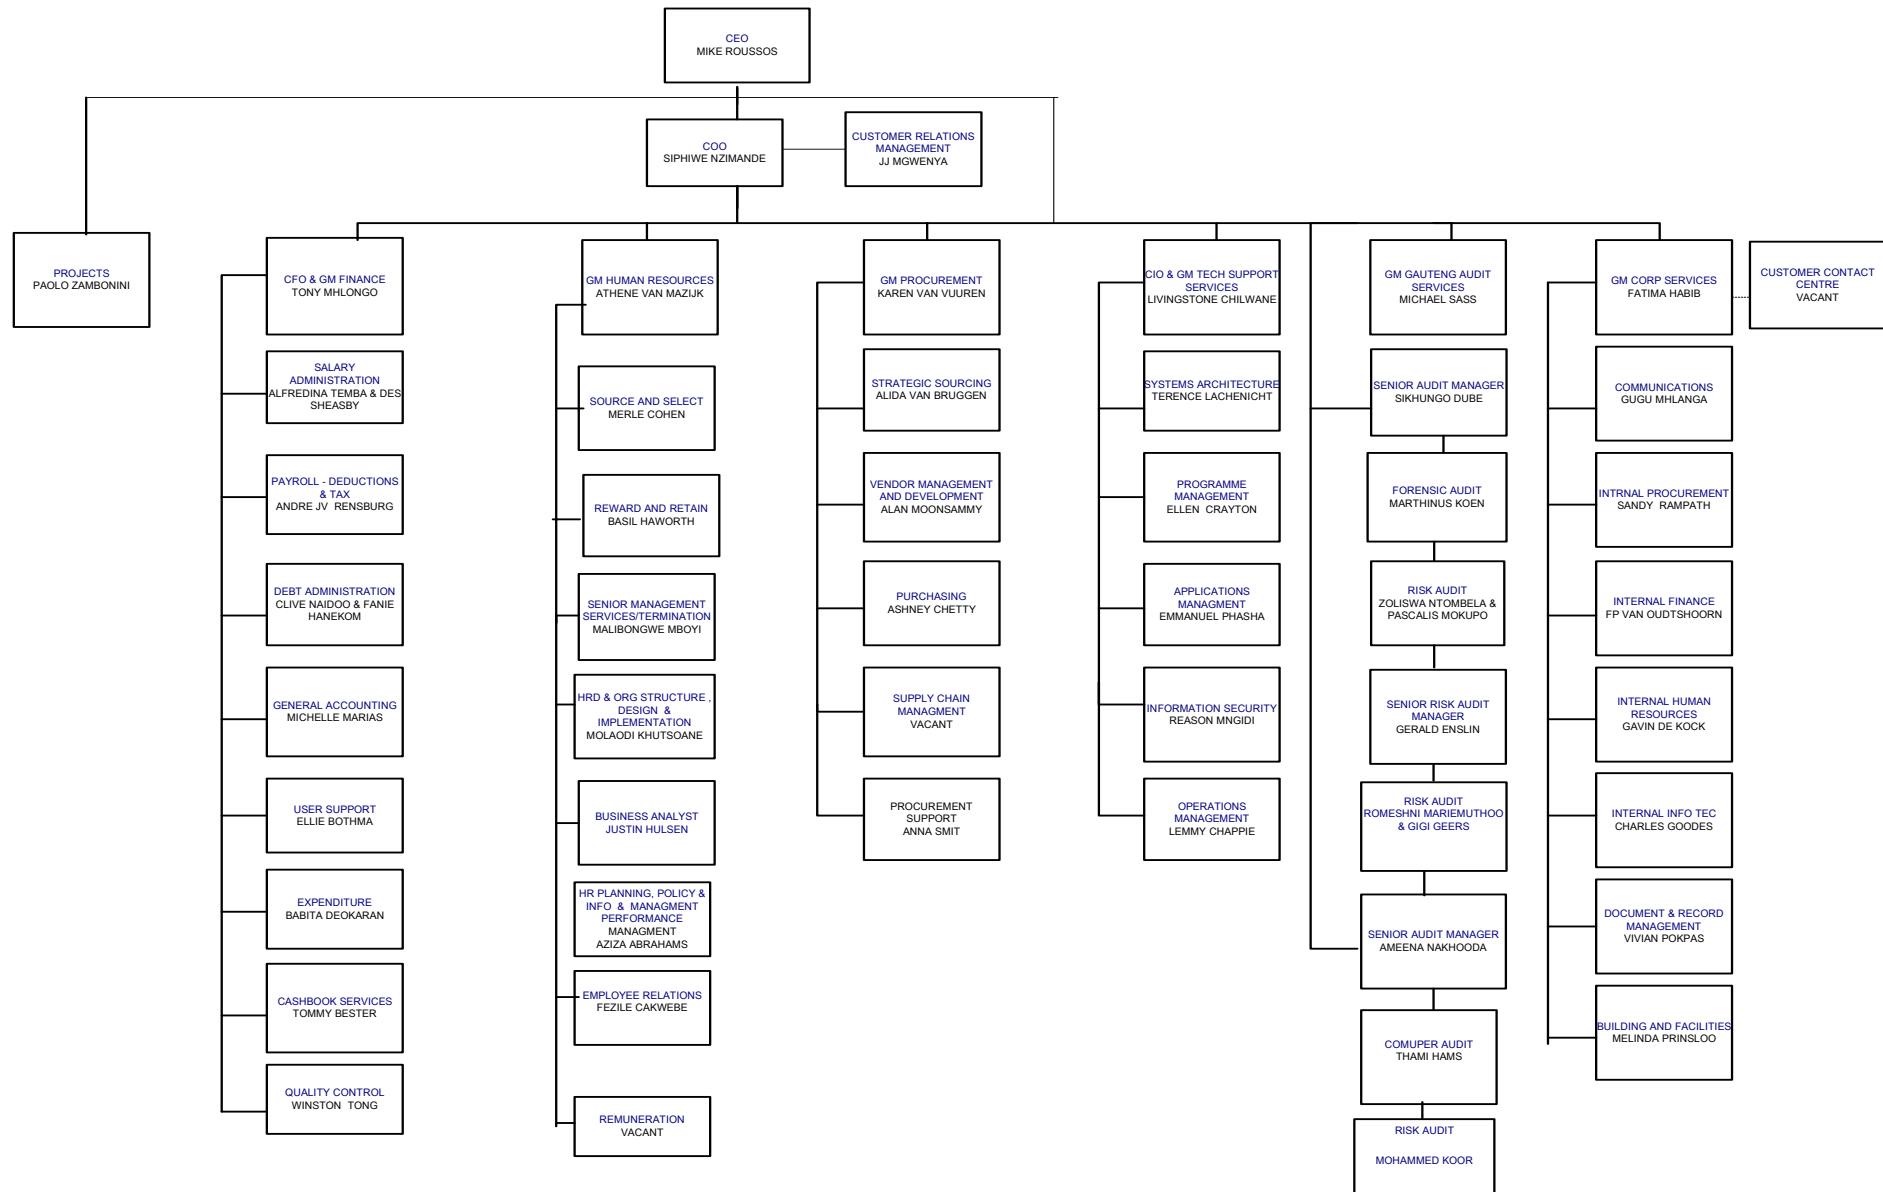 CEO
MIKE ROUSSOS
COO
SIPHIWE NZIMANDE
CUSTOMER RELATIONS
MANAGEMENT
JJ MGWENYA
PROJECTS
PAOLO ZAMBONINI
CFO & GM FINANCE
TONY MHLONGO
SALARY
ADMINISTRATION
ALFREDINA TEMBA & DES
SHEASBY
PAYROLL - DEDUCTIONS
& TAX
ANDRE JV RENSBURG
DEBT ADMINISTRATION
CLIVE NAIDOO & FANIE
HANEKOM
GENERAL ACCOUNTING
MICHELLE MARIAS
USER SUPPORT
ELLIE BOTHMA
EXPENDITURE
BABITA DEOKARAN
CASHBOOK SERVICES
TOMMY BESTER
QUALITY CONTROL
WINSTON TONG
GM HUMAN RESOURCES
ATHENE VAN MAZIJK
SOURCE AND SELECT
MERLE COHEN
REWARD AND RETAIN
BASIL HAWORTH
SENIOR MANAGEMENT
SERVICES/TERMINATION
MALIBONGWE MBOYI
HRD & ORG STRUCTURE ,
DESIGN &
IMPLEMENTATION
MOLAODI KHUTSOANE
BUSINESS ANALYST
JUSTIN HULSEN
HR PLANNING, POLICY &
INFO & MANAGMENT
PERFORMANCE
MANAGMENT
AZIZA ABRAHAMS
EMPLOYEE RELATIONS
FEZILE CAKWEBE
REMUNERATION
VACANT
GM PROCUREMENT
KAREN VAN VUUREN
STRATEGIC SOURCING
ALIDA VAN BRUGGEN
VENDOR MANAGEMENT
AND DEVELOPMENT
ALAN MOONSAMMY
PURCHASING
ASHNEY CHETTY
SUPPLY CHAIN
MANAGMENT
VACANT
PROCUREMENT
SUPPORT
ANNA SMIT
CIO & GM TECH SUPPORT
SERVICES
LIVINGSTONE CHILWANE
SYSTEMS ARCHITECTURE
TERENCE LACHENICHT
PROGRAMME
MANAGEMENT
ELLEN CRAYTON
APPLICATIONS
MANAGMENT
EMMANUEL PHASHA
INFORMATION SECURITY
REASON MNGIDI
OPERATIONS
MANAGEMENT
LEMMY CHAPPIE
GM GAUTENG AUDIT
SERVICES
MICHAEL SASS
SENIOR AUDIT MANAGER
SIKHUNGO DUBE
FORENSIC AUDIT
MARTHINUS KOEN
RISK AUDIT
ZOLISWA NTOMBELA &
PASCALIS MOKUPO
SENIOR RISK AUDIT
MANAGER
GERALD ENSLIN
RISK AUDIT
ROMESHNI MARIEMUTHOO
& GIGI GEERS
SENIOR AUDIT MANAGER
AMEENA NAKHOODA
COMUPER AUDIT
THAMI HAMS
RISK AUDIT
MOHAMMED KOOR
GM CORP SERVICES
FATIMA HABIB
CUSTOMER CONTACT
CENTRE
VACANT
COMMUNICATIONS
GUGU MHLANGA
INTRNAL PROCUREMENT
SANDY RAMPATH
INTERNAL FINANCE
FP VAN OUDTSHOORN
INTERNAL HUMAN
RESOURCES
GAVIN DE KOCK
INTERNAL INFO TEC
CHARLES GOODES
DOCUMENT & RECORD
MANAGEMENT
VIVIAN POKPAS
BUILDING AND FACILITIES
MELINDA PRINSLOO